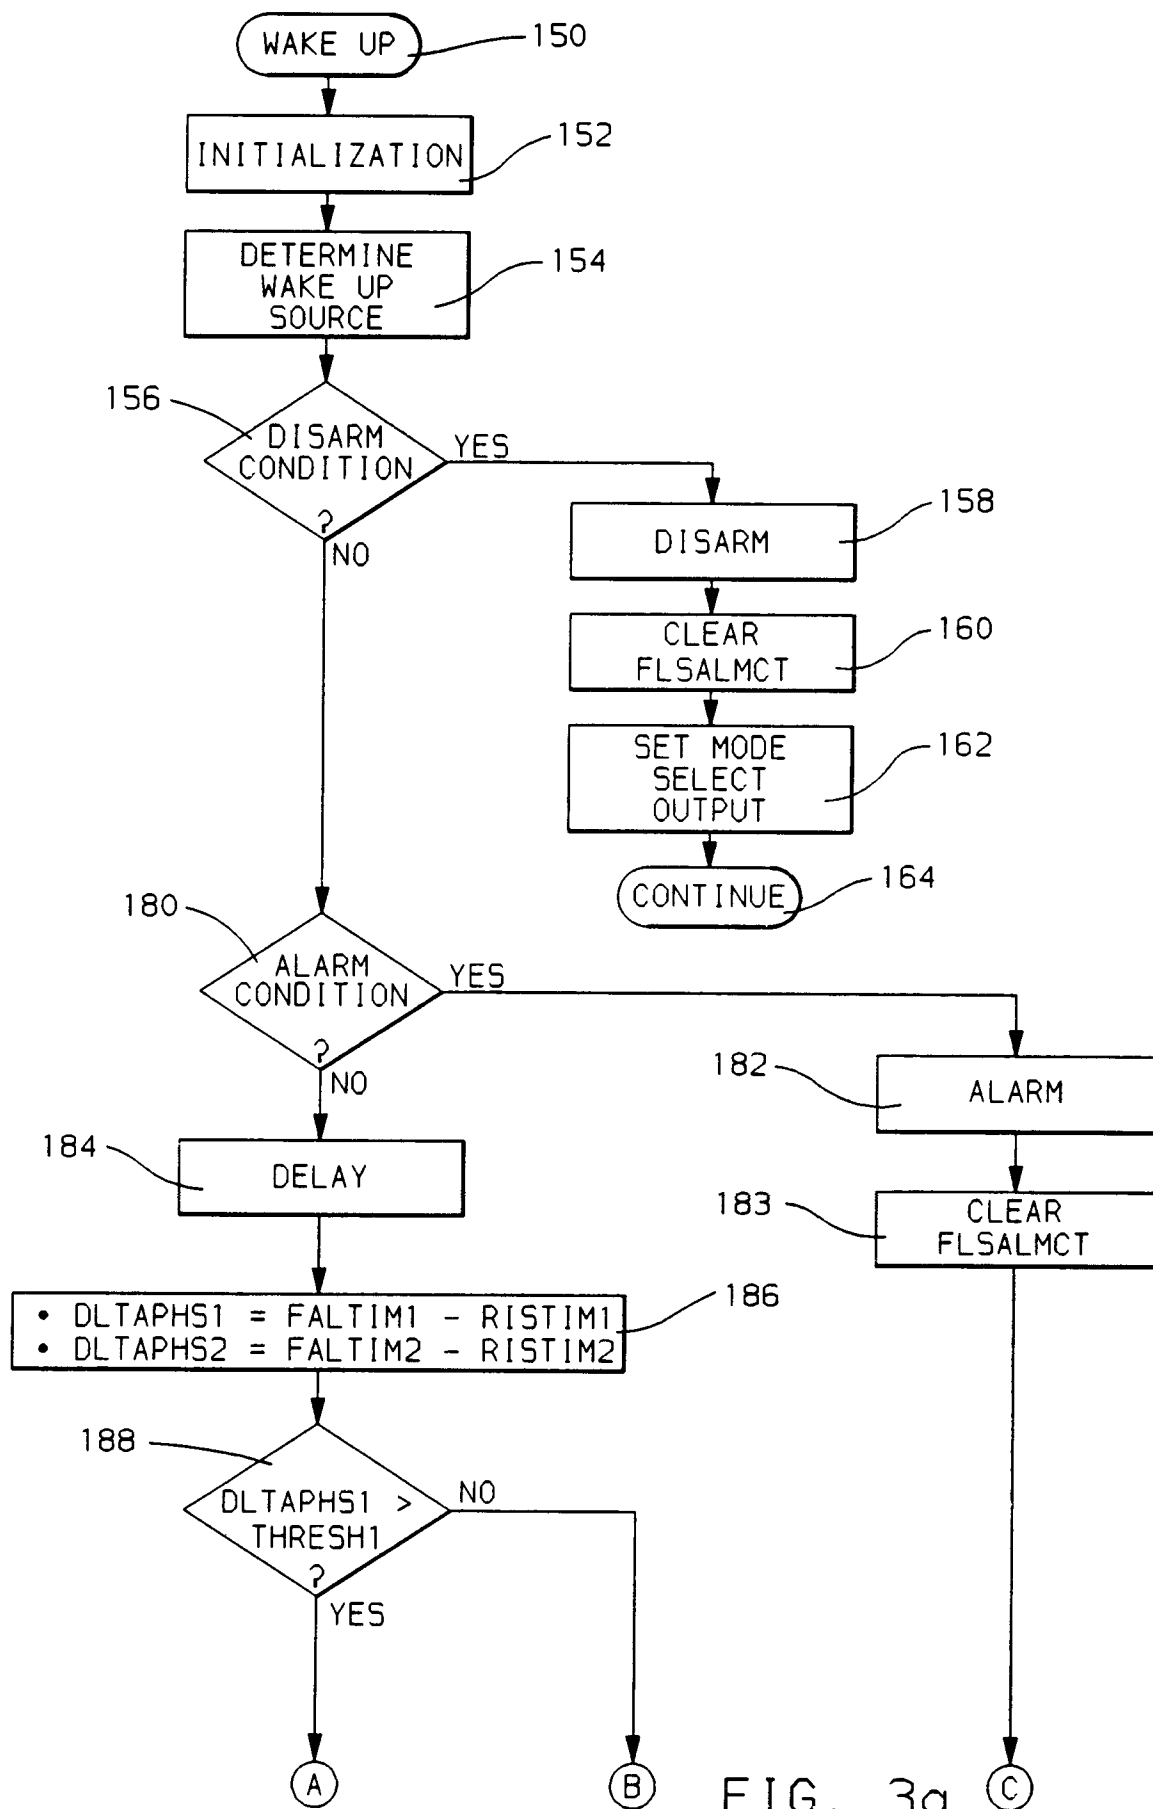 WAKE UP
150
INITIALIZATION
152
DETERMINE
WAKE UP
SOURCE
154
156
DISARM
CONDITION
?
YES
NO
DISARM
158
CLEAR
FLSALMCT
160
SET MODE
SELECT
OUTPUT
162
CONTINUE
164
180
ALARM
CONDITION
?
YES
NO
182
ALARM
184
DELAY
183
CLEAR
FLSALMCT
• DLTAPHS1 = FALTIM1 - RISTIM1
• DLTAPHS2 = FALTIM2 - RISTIM2
186
188
DLTAPHS1 >
THRESH1
?
NO
YES
A
B
C
FIG. 3a